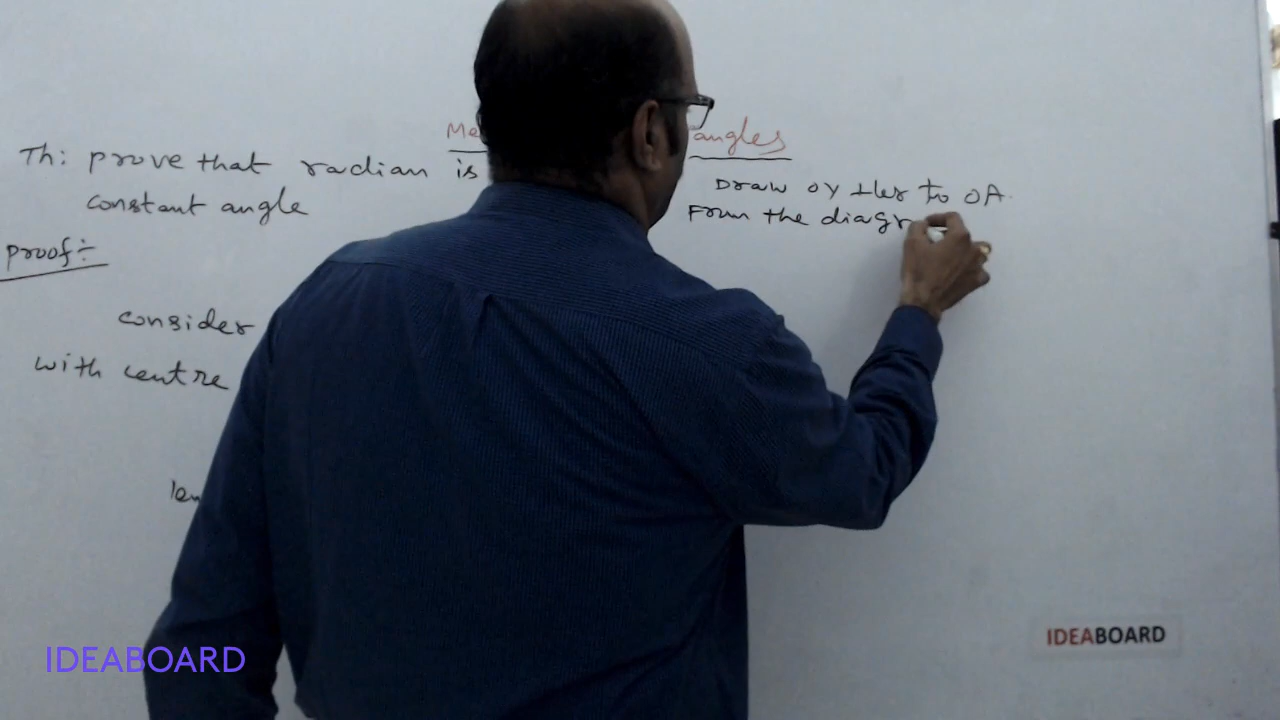 Me angles
Th: prove that radian is
constant angle
proof:-
consider
with centre
len
Draw oy ⊥ler to OA.
From the diagr
IDEABOARD
IDEABOARD